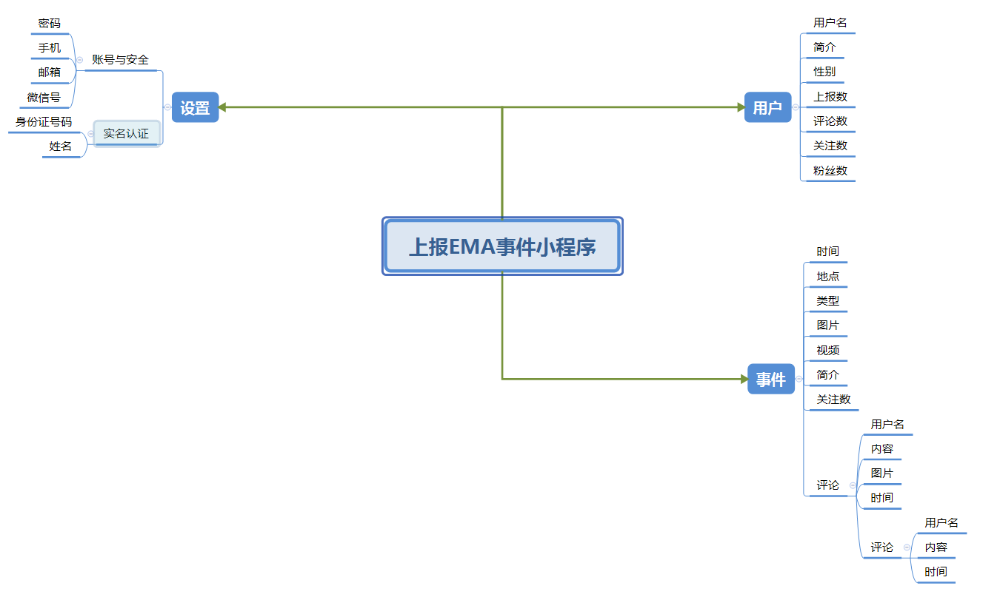 上报EMA事件小程序
设置
账号与安全
密码
手机
邮箱
微信号
实名认证
身份证号码
姓名
用户
用户名
简介
性别
上报数
评论数
关注数
粉丝数
事件
时间
地点
类型
图片
视频
简介
关注数
评论
用户名
内容
图片
时间
评论
用户名
内容
时间